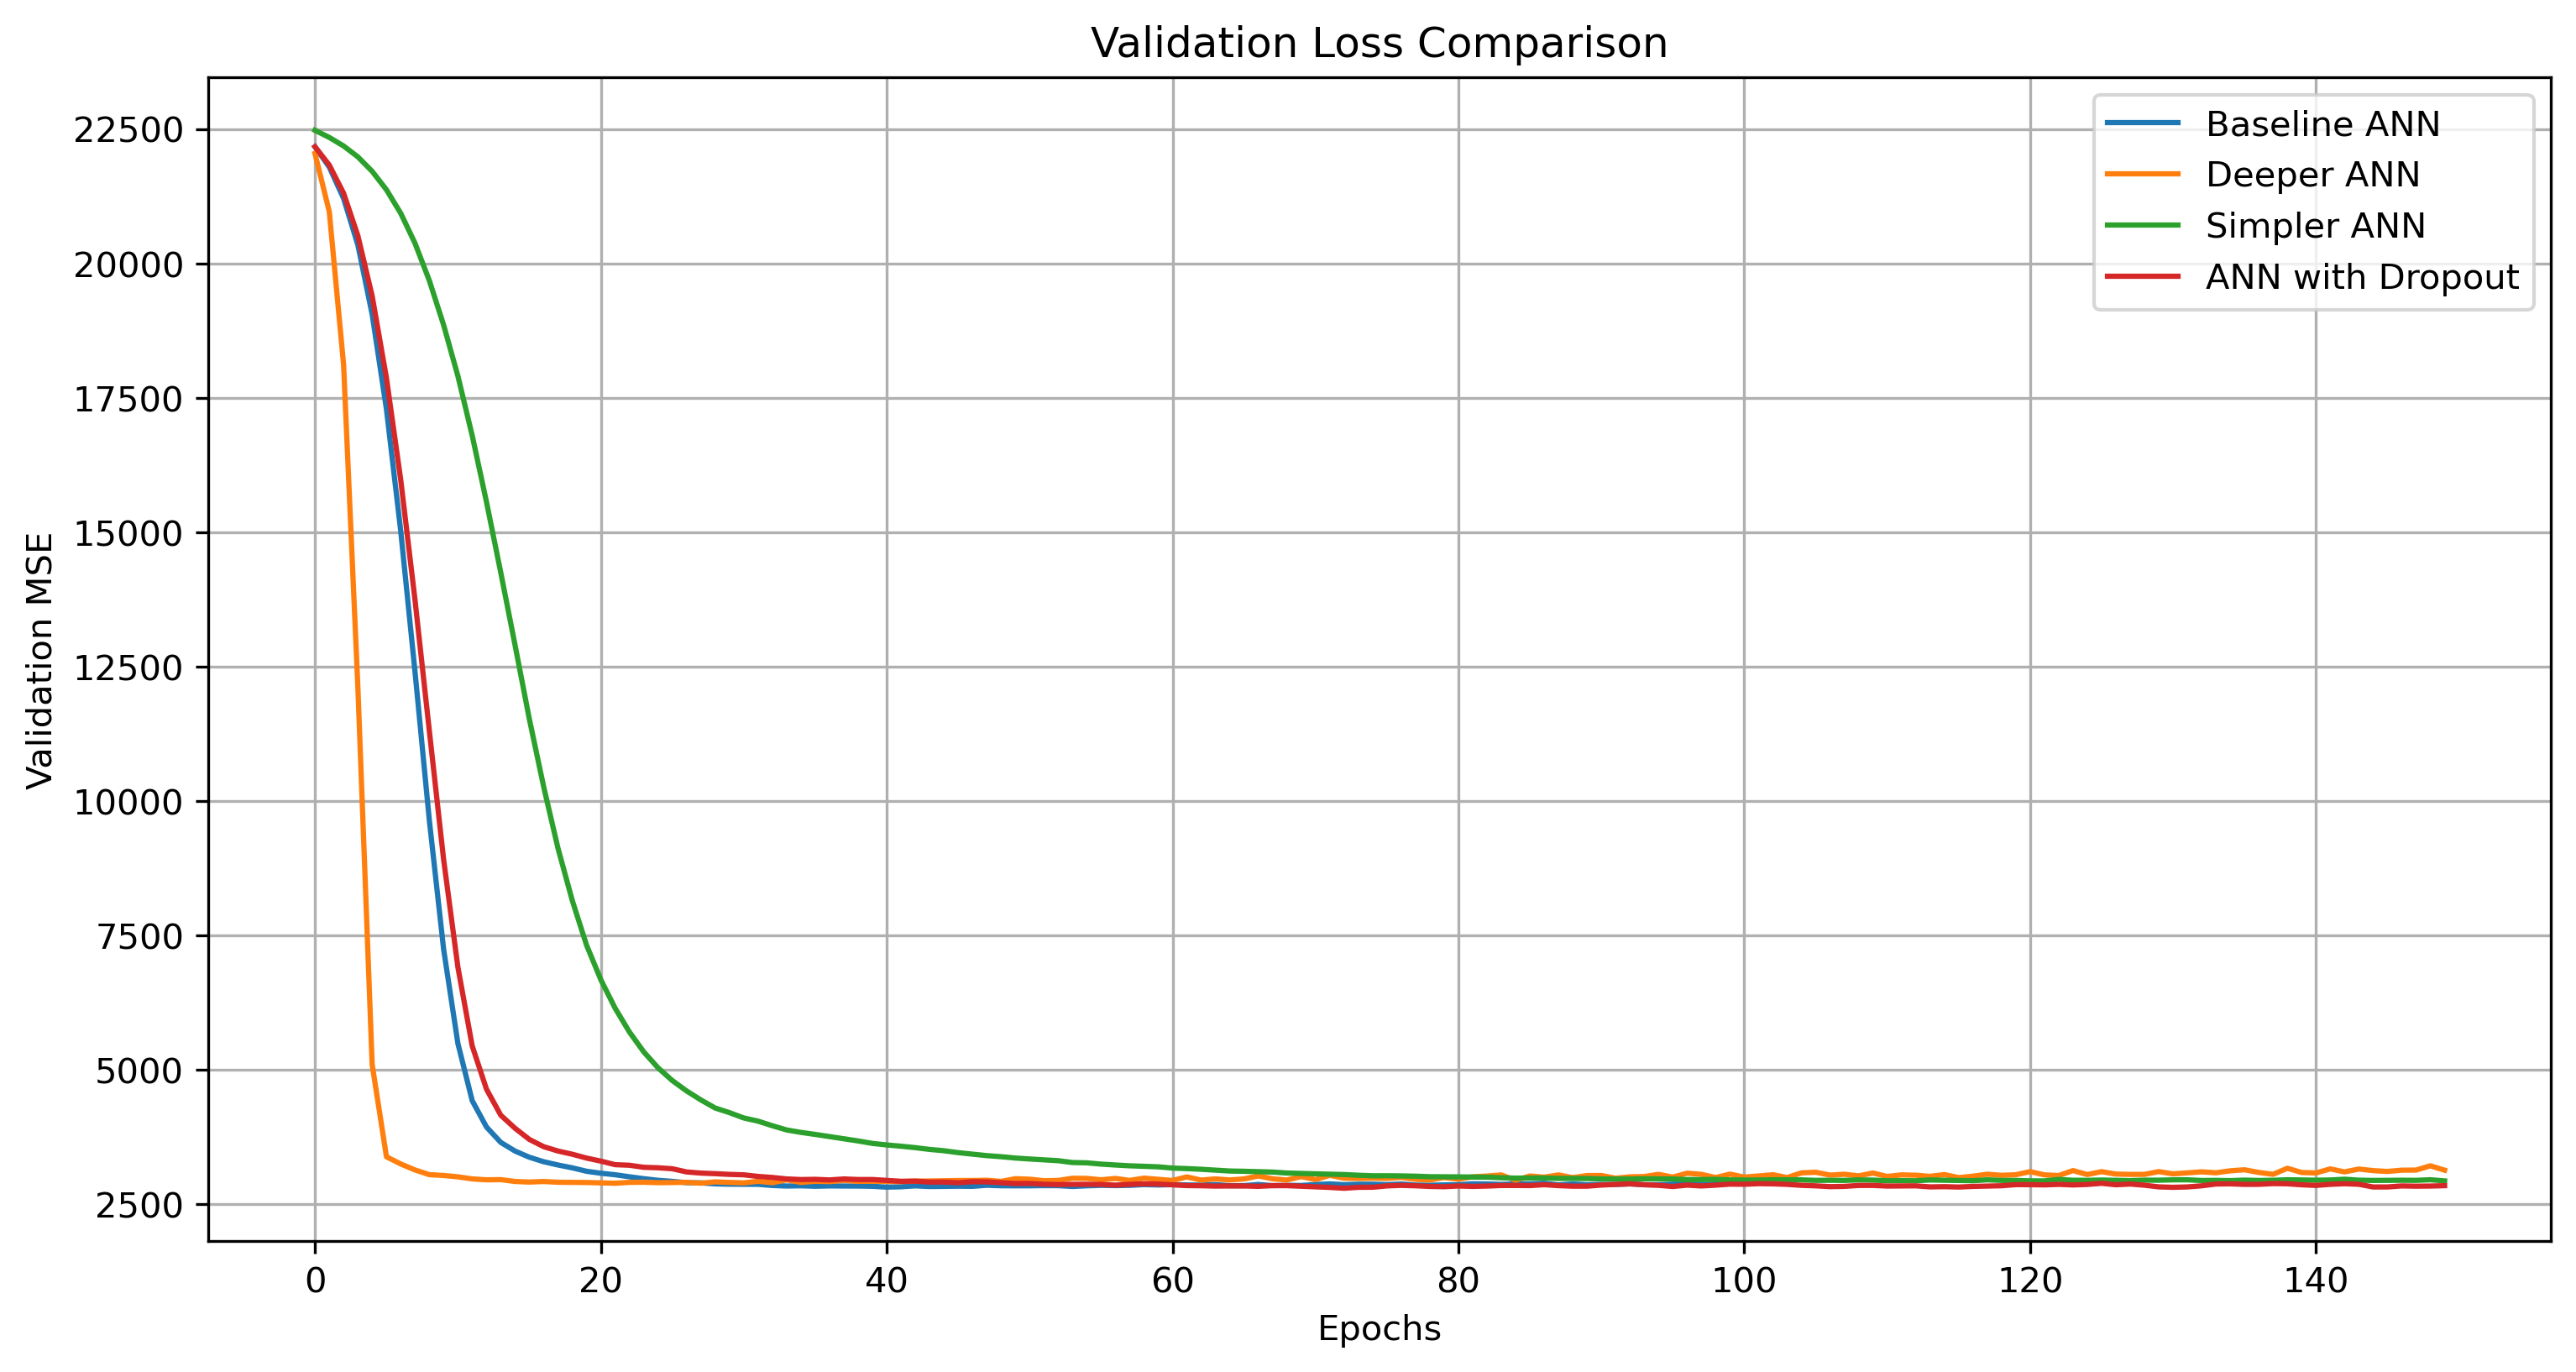 Validation Loss Comparison
Validation MSE
22500
20000
17500
15000
12500
10000
7500
5000
2500
Baseline ANN
Deeper ANN
Simpler ANN
ANN with Dropout
0 20 40 60 80 100 120 140
Epochs